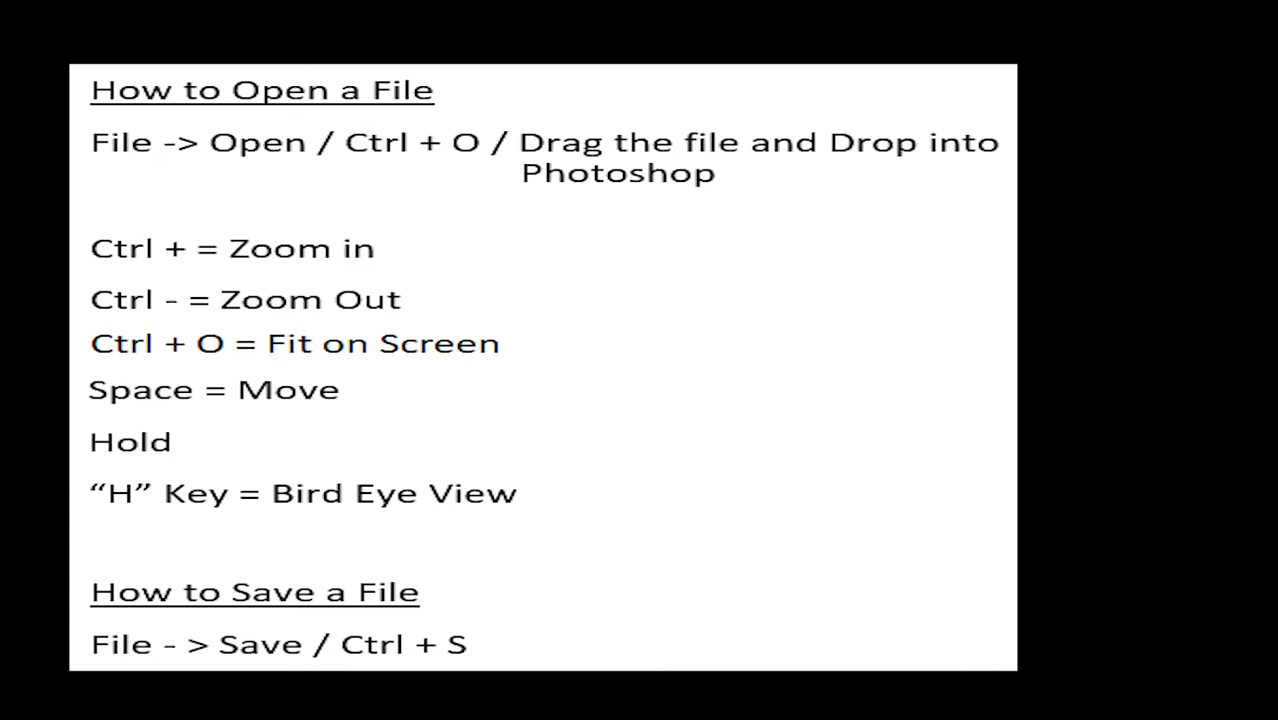 How to Open a File
File -> Open / Ctrl + O / Drag the file and Drop into
Photoshop
Ctrl + = Zoom in
Ctrl - = Zoom Out
Ctrl + O = Fit on Screen
Space = Move
Hold
“H” Key = Bird Eye View
How to Save a File
File - > Save / Ctrl + S